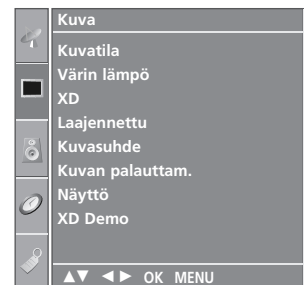 Kuva
Kuvatila
Värin lämpö
XD
Laajennettu
Kuvasuhde
Kuvan palauttam.
Näyttö
XD Demo
▲▼ ◄► OK MENU